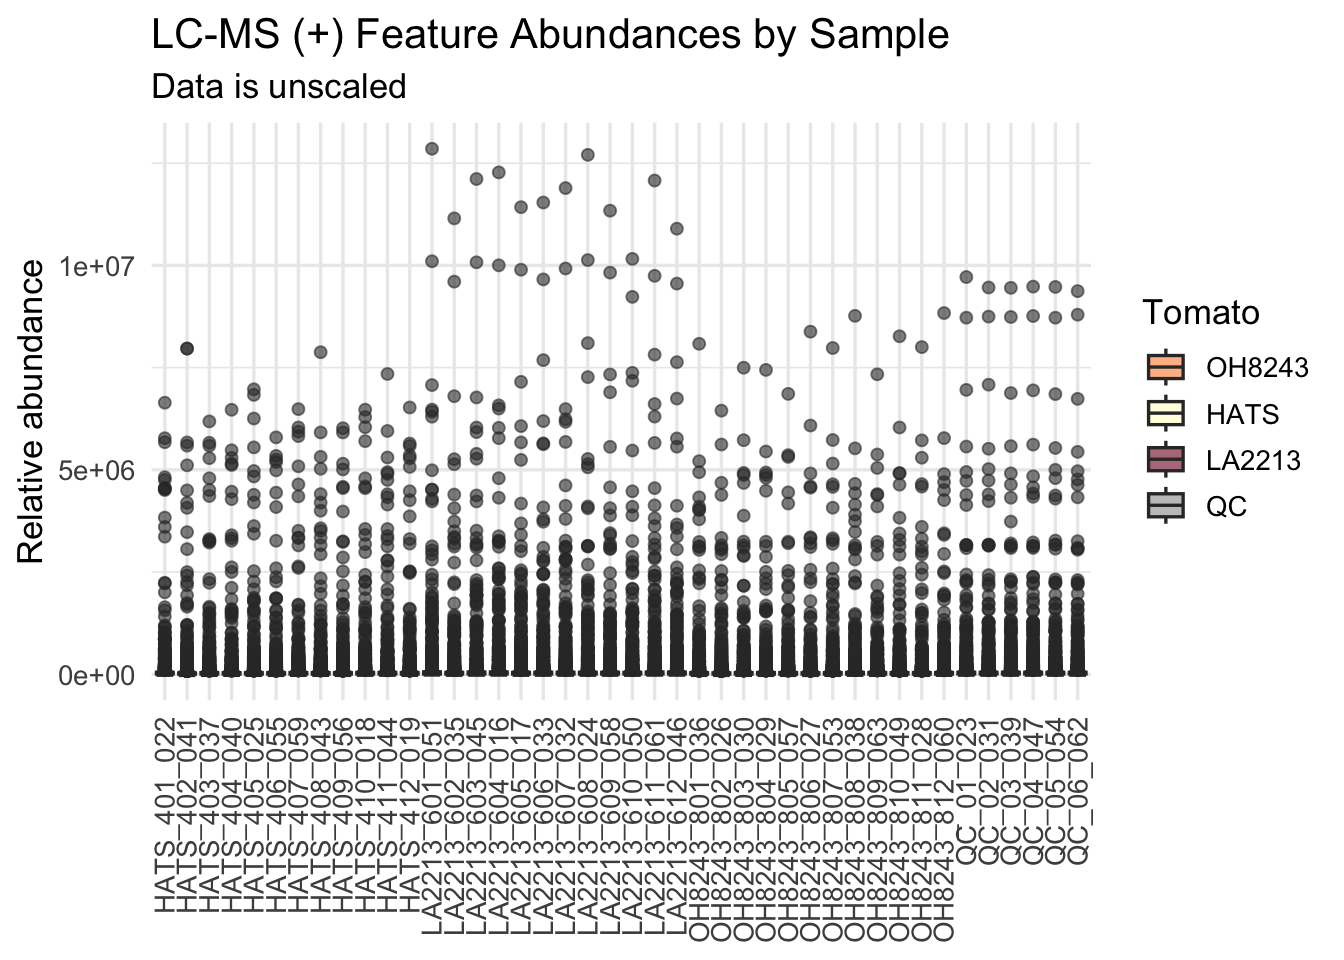 LC-MS (+) Feature Abundances by Sample
Data is unscaled
Relative abundance
1e+07
5e+06
0e+00
HATS_401_022
HATS_402_041
HATS_403_037
HATS_404_040
HATS_405_025
HATS_406_055
HATS_407_059
HATS_408_043
HATS_409_056
HATS_410_018
HATS_411_044
HATS_412_019
LA2213_601_051
LA2213_602_035
LA2213_603_045
LA2213_604_016
LA2213_605_017
LA2213_606_033
LA2213_607_032
LA2213_608_024
LA2213_609_058
LA2213_610_050
LA2213_611_061
LA2213_612_046
OH8243_801_036
OH8243_802_026
OH8243_803_030
OH8243_804_029
OH8243_805_057
OH8243_806_027
OH8243_807_053
OH8243_808_038
OH8243_809_063
OH8243_810_049
OH8243_811_028
OH8243_812_060
QC_01_023
QC_02_031
QC_03_039
QC_04_047
QC_05_054
QC_06_062
Tomato
OH8243
HATS
LA2213
QC